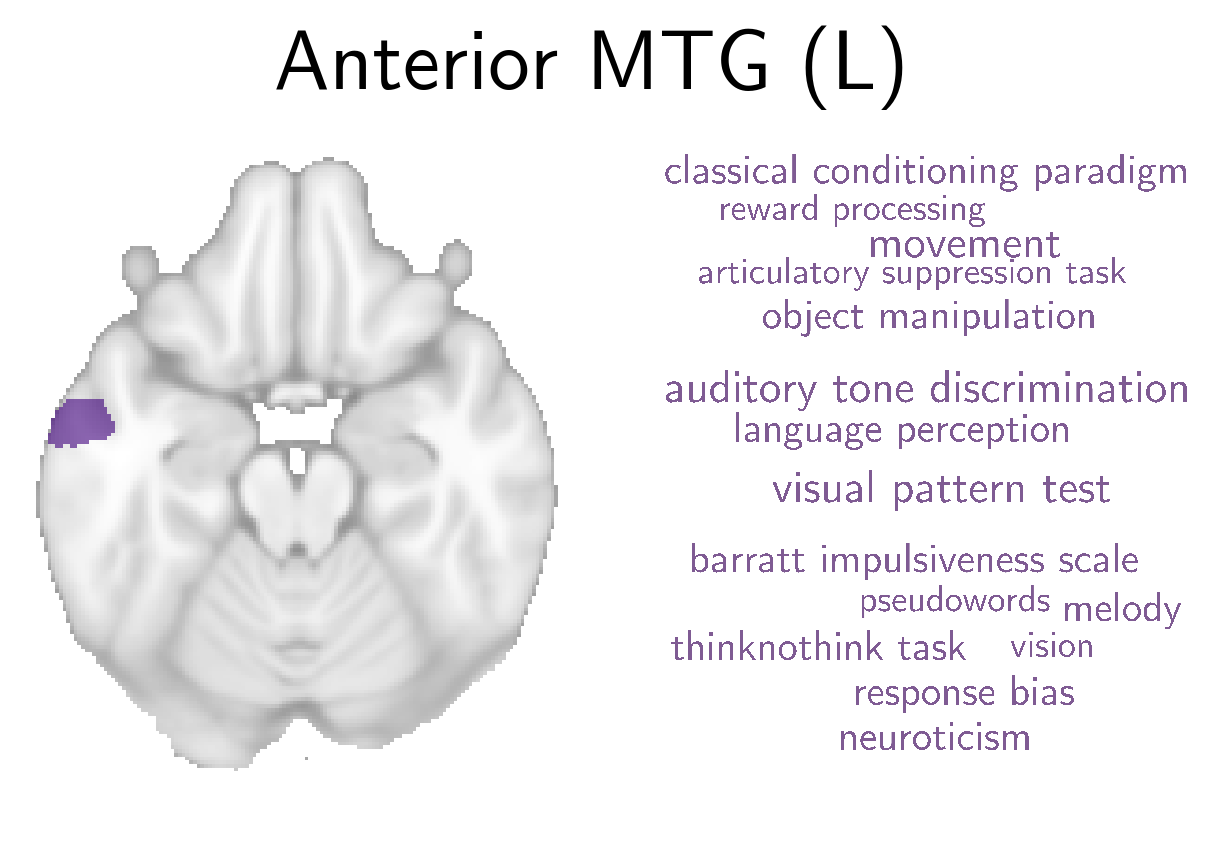 Anterior MTG (L)
classical conditioning paradigm
reward processing
movement
articulatory suppression task
object manipulation
auditory tone discrimination
language perception
visual pattern test
barratt impulsiveness scale
pseudowords melody
thinknothink task vision
response bias
neuroticism